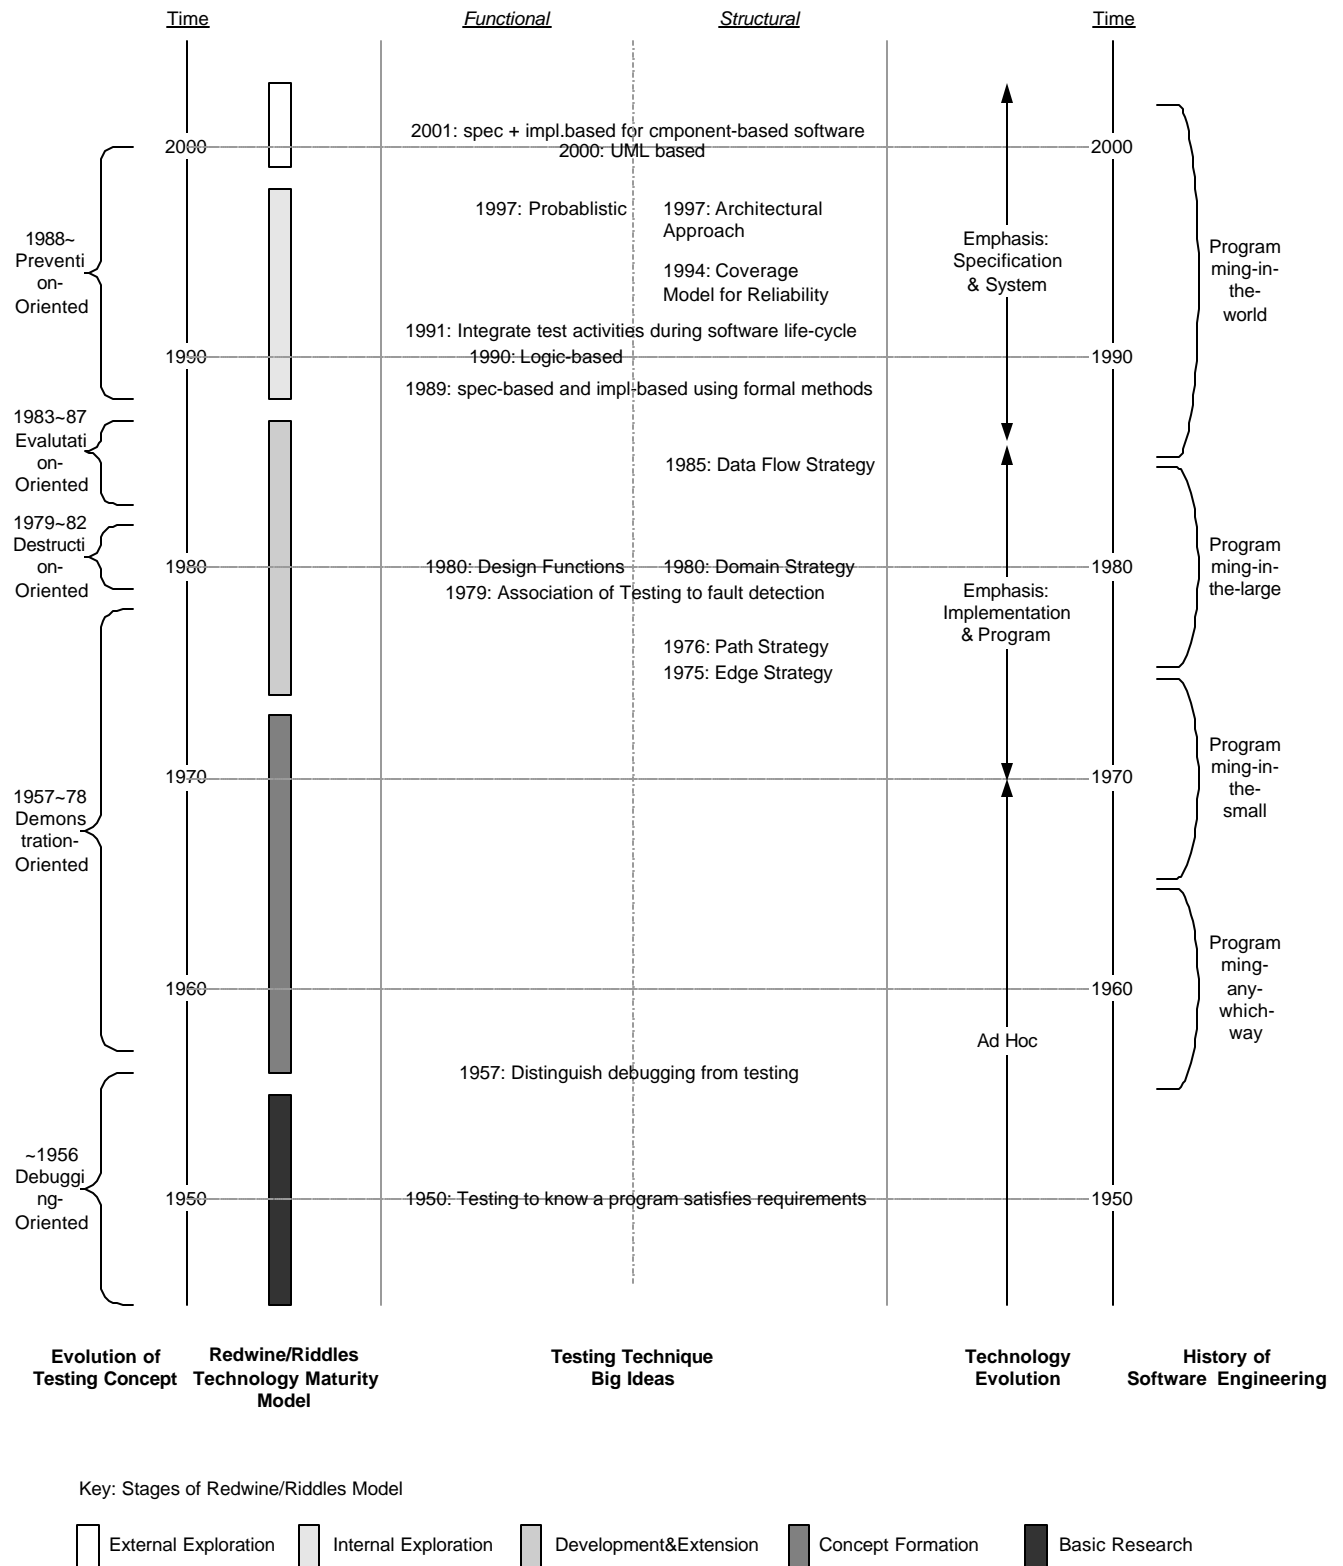 Time
Functional
Structural
Time
2001: spec + impl.based for cmponent-based software
2000
2000: UML based
2000
1997: Probablistic
1997: Architectural
Approach
1988~
Preventi
on-
Oriented
Emphasis:
Specification
& System
Program
ming-in-
the-
world
1994: Coverage
Model for Reliability
1991: Integrate test activities during software life-cycle
1990
1990: Logic-based
1990
1989: spec-based and impl-based using formal methods
1983~87
Evalutati
on-
Oriented
1985: Data Flow Strategy
1979~82
Destructi
on-
Oriented
1980
1980: Design Functions
1980: Domain Strategy
1980
Program
ming-in-
the-large
1979: Association of Testing to fault detection
Emphasis:
Implementation
& Program
1976: Path Strategy
1975: Edge Strategy
1970
1970
Program
ming-in-
the-
small
1957~78
Demons
tration-
Oriented
1960
1960
Program
ming-
any-
which-
way
Ad Hoc
1957: Distinguish debugging from testing
~1956
Debuggi
ng-
Oriented
1950
1950: Testing to know a program satisfies requirements
1950
Evolution of
Testing Concept
Redwine/Riddles
Technology Maturity
Model
Testing Technique
Big Ideas
Technology
Evolution
History of
Software Engineering
Key: Stages of Redwine/Riddles Model
External Exploration
Internal Exploration
Development&Extension
Concept Formation
Basic Research